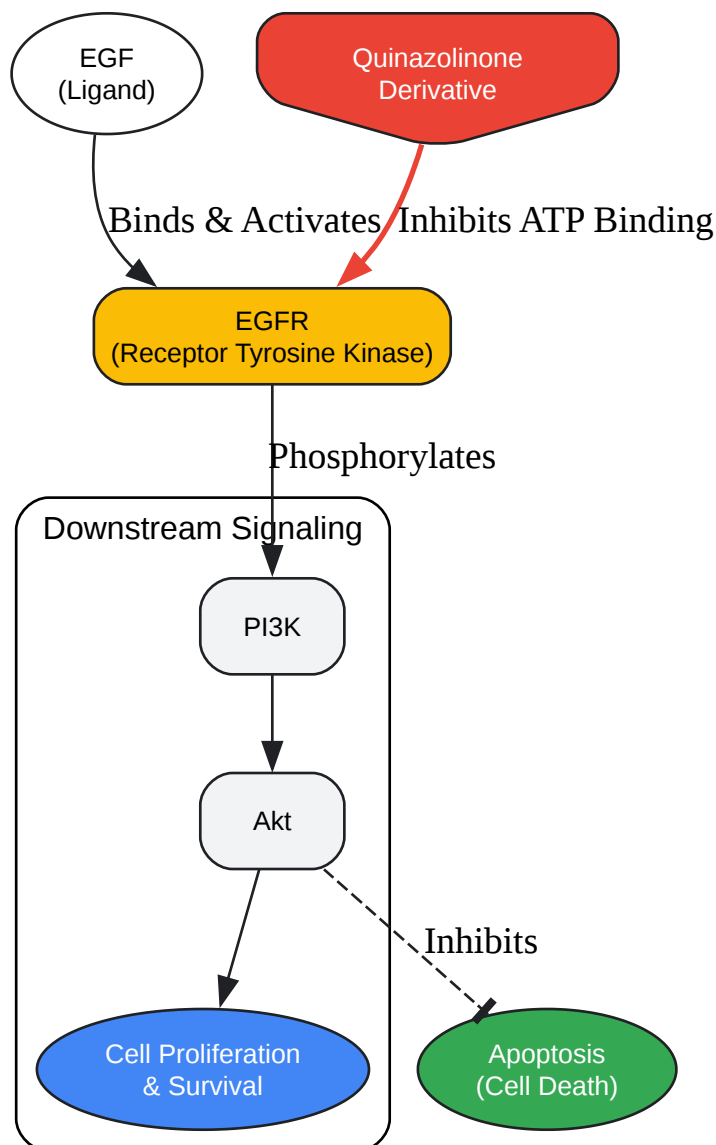 EGF
(Ligand)
Quinazolinone
Derivative
Binds & Activates
Inhibits ATP Binding
EGFR
(Receptor Tyrosine Kinase)
Phosphorylates
Downstream Signaling
PI3K
Akt
Inhibits
Cell Proliferation
& Survival
Apoptosis
(Cell Death)